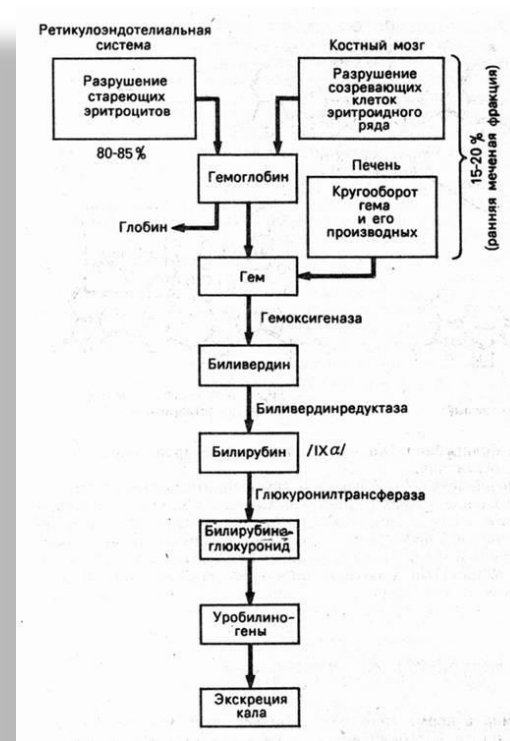 Ретикулоэндотелиальная
система
Костный мозг
Разрушение
стареющих
эритроцитов
Разрушение
созревающих
клеток
эритроидного
ряда
15-20 %
(ранняя меченая фракция)
80-85 %
Гемоглобин
Печень
Кругооборот
гема
и его
производных
Глобин
Гем
Гемоксигеназа
Биливердин
Биливердинредуктаза
Билирубин /IXα/
Глюкуронилтрансфераза
Билирубина-
глюкуронид
Уробилино-
гены
Экскреция
кала